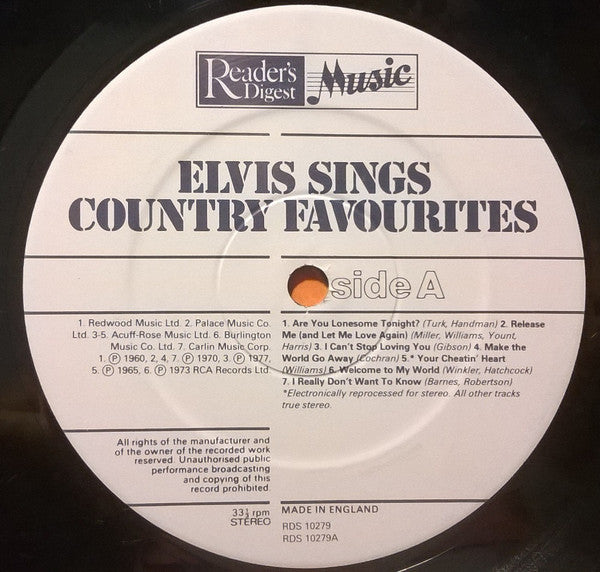 Reader's
Digest
Music
ELVIS SINGS
COUNTRY FAVOURITES
side A
1. Redwood Music Ltd. 2. Palace Music Co.
Ltd. 3-5. Acuff-Rose Music Ltd. 6. Burlington
Music Co. Ltd. 7. Carlin Music Corp.
1. Ⓟ 1960, 2, 4, 7. Ⓟ 1970, 3. Ⓟ 1977,
5. Ⓟ 1965, 6. Ⓟ 1973 RCA Records Ltd.
1. Are You Lonesome Tonight? (Turk, Handman) 2. Release
Me (and Let Me Love Again) (Miller, Williams, Yount,
Harris) 3. I Can't Stop Loving You (Gibson) 4. Make the
World Go Away (Cochran) 5.* Your Cheatin' Heart
(Williams) 6. Welcome to My World (Winkler, Hatchcock)
7. I Really Don't Want To Know (Barnes, Robertson)
*Electronically reprocessed for stereo. All other tracks
true stereo.
All rights of the manufacturer and
of the owner of the recorded work
reserved. Unauthorised public
performance broadcasting
and copying of this
record prohibited.
33⅓ rpm
STEREO
MADE IN ENGLAND
RDS 10279
RDS 10279A